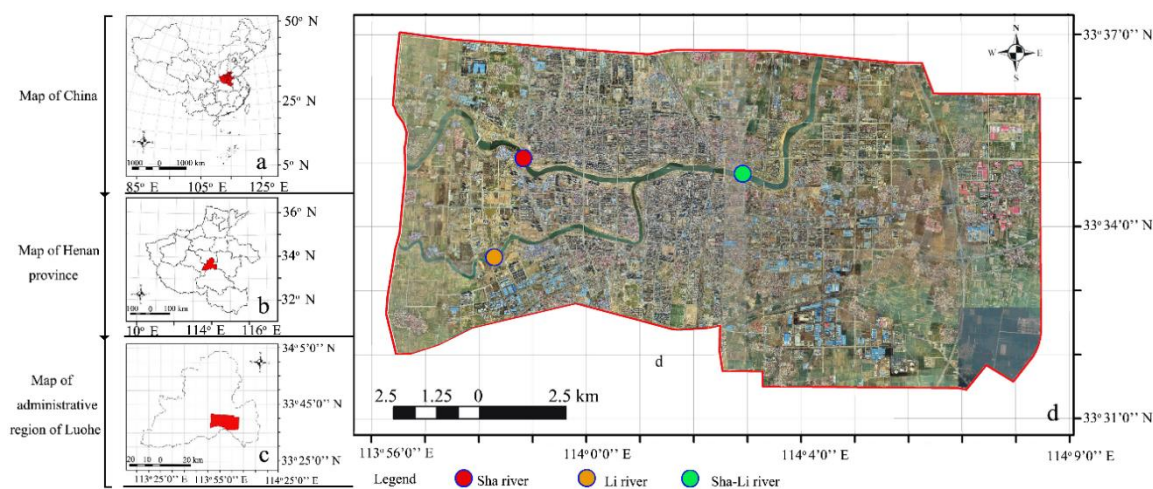 Map of China
50° N
25° N
5° N
1000 0 1000 km
a
85° E 105° E 125° E
Map of Henan
province
36° N
34° N
32° N
100 0 100 km
b
10° E 114° E 116° E
Map of
administrative
region of Luohe
34°5'0'' N
33°45'0'' N
33°25'0'' N
20 10 0 20 km
c
113°25'0'' E 113°55'0'' E 114°25'0'' E
N
W E
S
33°37'0'' N
33°34'0'' N
33°31'0'' N
d
2.5 1.25 0 2.5 km
d
113°56'0'' E 114°0'0'' E 114°4'0'' E 114°9'0'' E
Legend Sha river Li river Sha-Li river